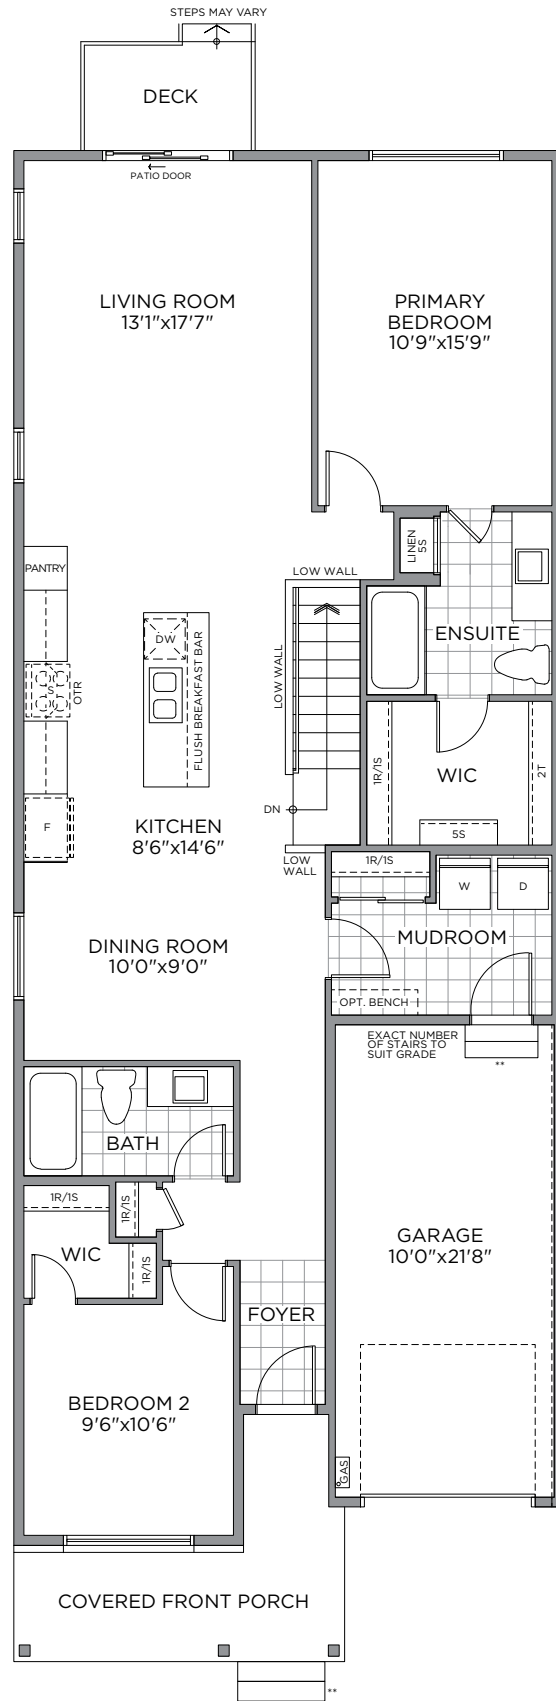 STEPS MAY VARY
DECK
PATIO DOOR
LIVING ROOM
13'1"x17'7"
PRIMARY
BEDROOM
10'9"x15'9"
LINEN
5S
PANTRY
LOW WALL
ENSUITE
DW
FLUSH BREAKFAST BAR
LOW WALL
S
OTR
1R/1S
WIC
2T
5S
DN
F
KITCHEN
8'6"x14'6"
LOW
WALL
1R/1S
W
D
MUDROOM
DINING ROOM
10'0"x9'0"
OPT. BENCH
EXACT NUMBER
OF STAIRS TO
SUIT GRADE
**
BATH
1R/1S
1R/1S
WIC
1R/1S
GARAGE
10'0"x21'8"
FOYER
BEDROOM 2
9'6"x10'6"
GAS
COVERED FRONT PORCH
**